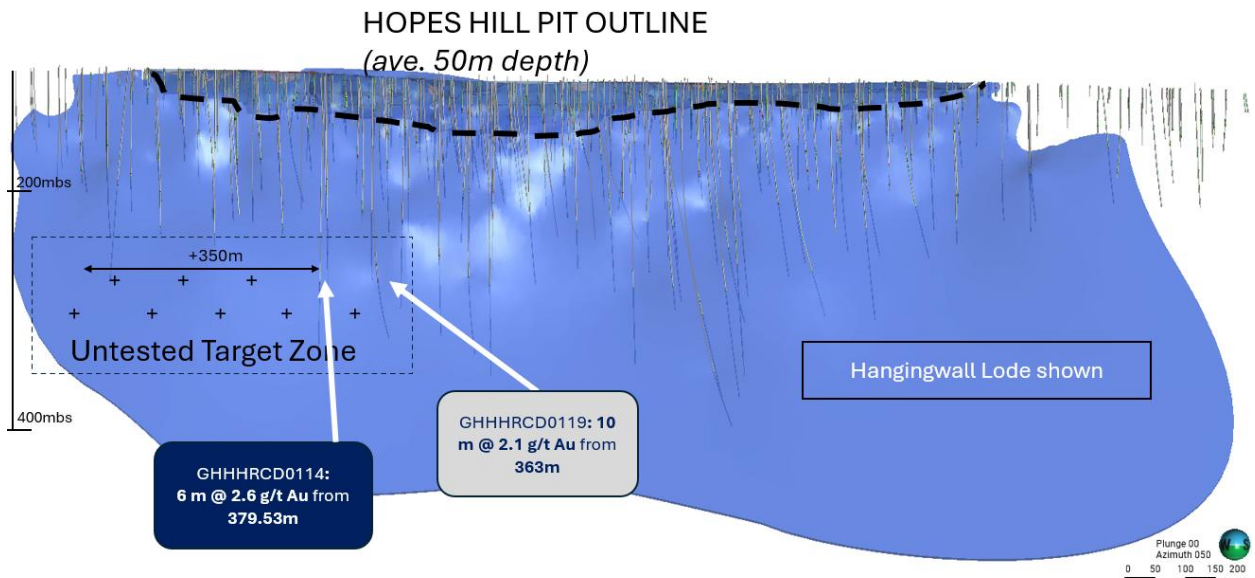 HOPES HILL PIT OUTLINE
(ave. 50m depth)
200mbs
+350m
Untested Target Zone
Hangingwall Lode shown
400mbs
GHHHRCD0119: 10
m @ 2.1 g/t Au from
363m
GHHHRCD0114:
6 m @ 2.6 g/t Au from
379.53m
Plunge 00
Azimuth 050
W S
0 50 100 150 200